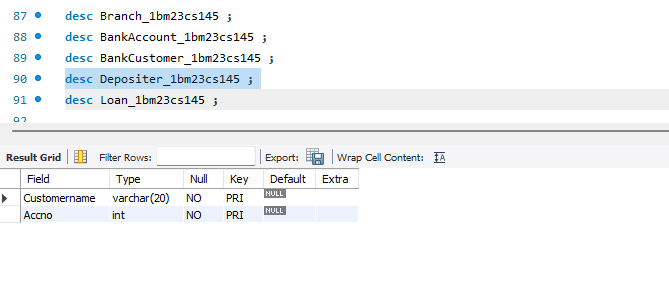 87 desc Branch_1bm23cs145 ;
88 desc BankAccount_1bm23cs145 ;
89 desc BankCustomer_1bm23cs145 ;
90 desc Depositer_1bm23cs145 ;
91 desc Loan_1bm23cs145 ;
92
Result Grid Filter Rows: Export: Wrap Cell Content: IA
Field Type Null Key Default Extra
Customername varchar(20) NO PRI NULL
Accno int NO PRI NULL